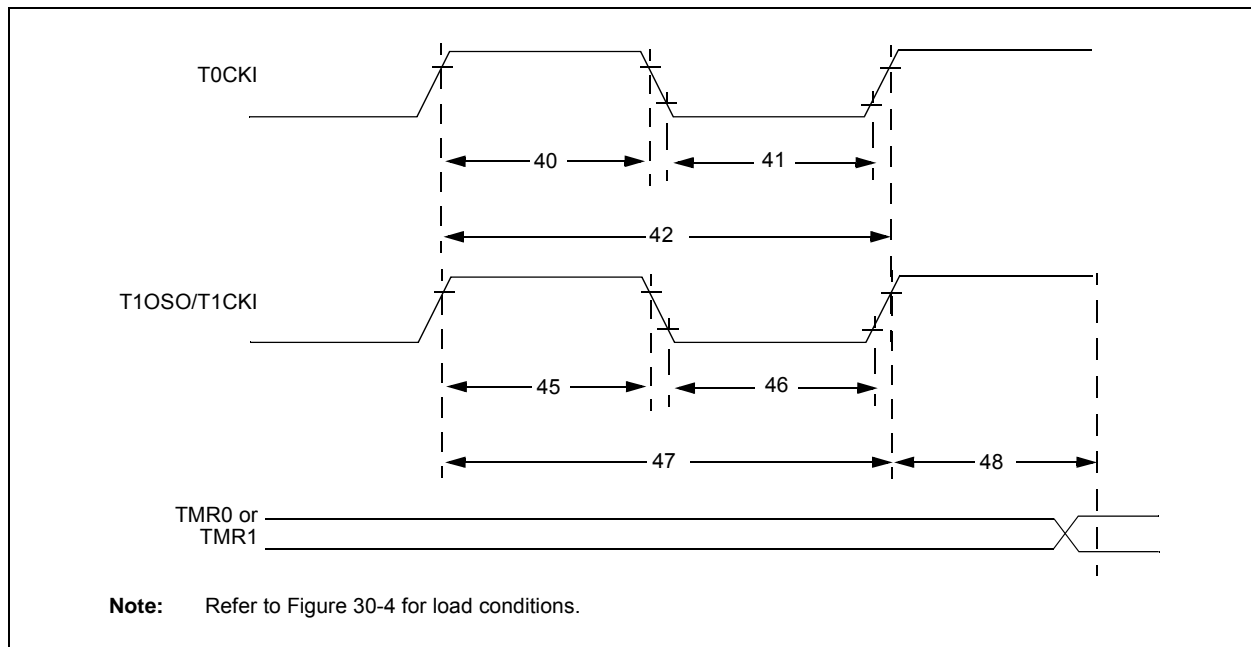 T0CKI
40
41
42
T1OSO/T1CKI
45
46
47
48
TMR0 or
TMR1
Note: Refer to Figure 30-4 for load conditions.